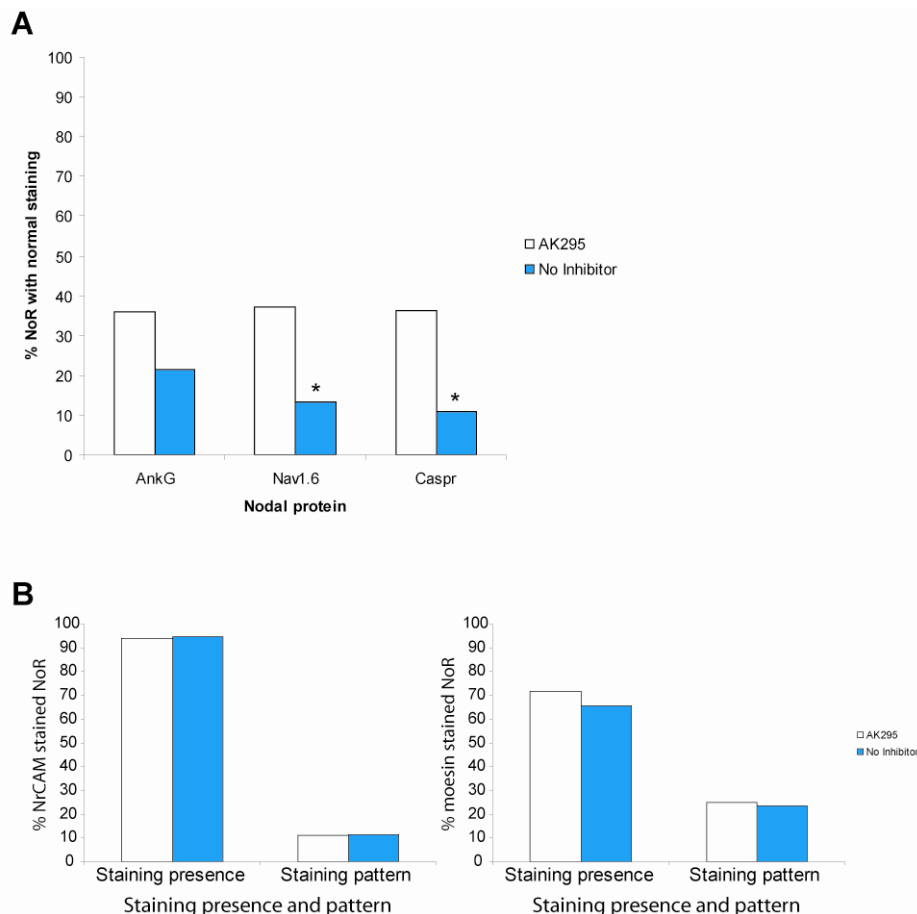 A
100
90
80
70
60
50
40
30
20
10
0
% NoR with normal staining
*
*
AnkG Nav1.6 Caspr
Nodal protein
AK295
No Inhibitor
B
100
90
80
70
60
50
40
30
20
10
0
% NrCAM stained NoR
Staining presence Staining pattern
Staining presence and pattern
100
90
80
70
60
50
40
30
20
10
0
% moesin stained NoR
Staining presence Staining pattern
Staining presence and pattern
AK295
No Inhibitor